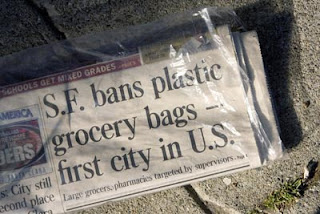 SCHOOLS GET MIXED GRADES
S.F. bans plastic
grocery bags —
first city in U.S.
Large grocers, pharmacies targeted by supervisors
AMERICA
DERS
s: City still
second place